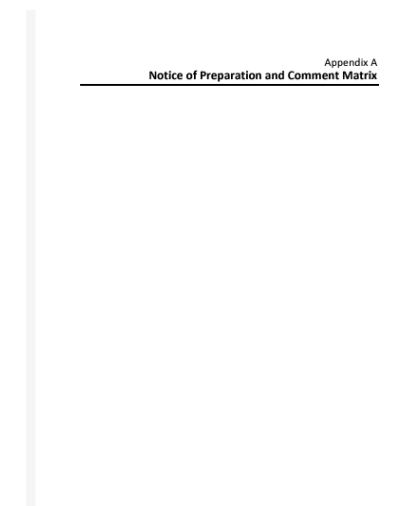 Appendix A
Notice of Preparation and Comment Matrix